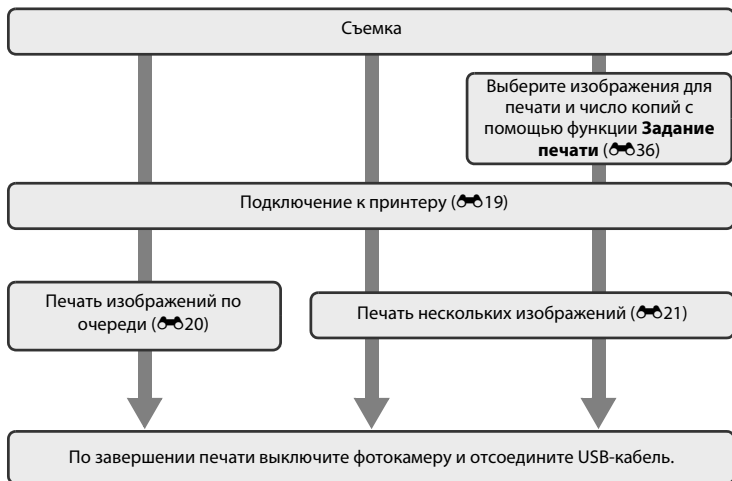 Съемка
Выберите изображения для
печати и число копий с
помощью функции Задание
печати (36)
Подключение к принтеру (19)
Печать изображений по
очереди (20)
Печать нескольких изображений (21)
По завершении печати выключите фотокамеру и отсоедините USB-кабель.